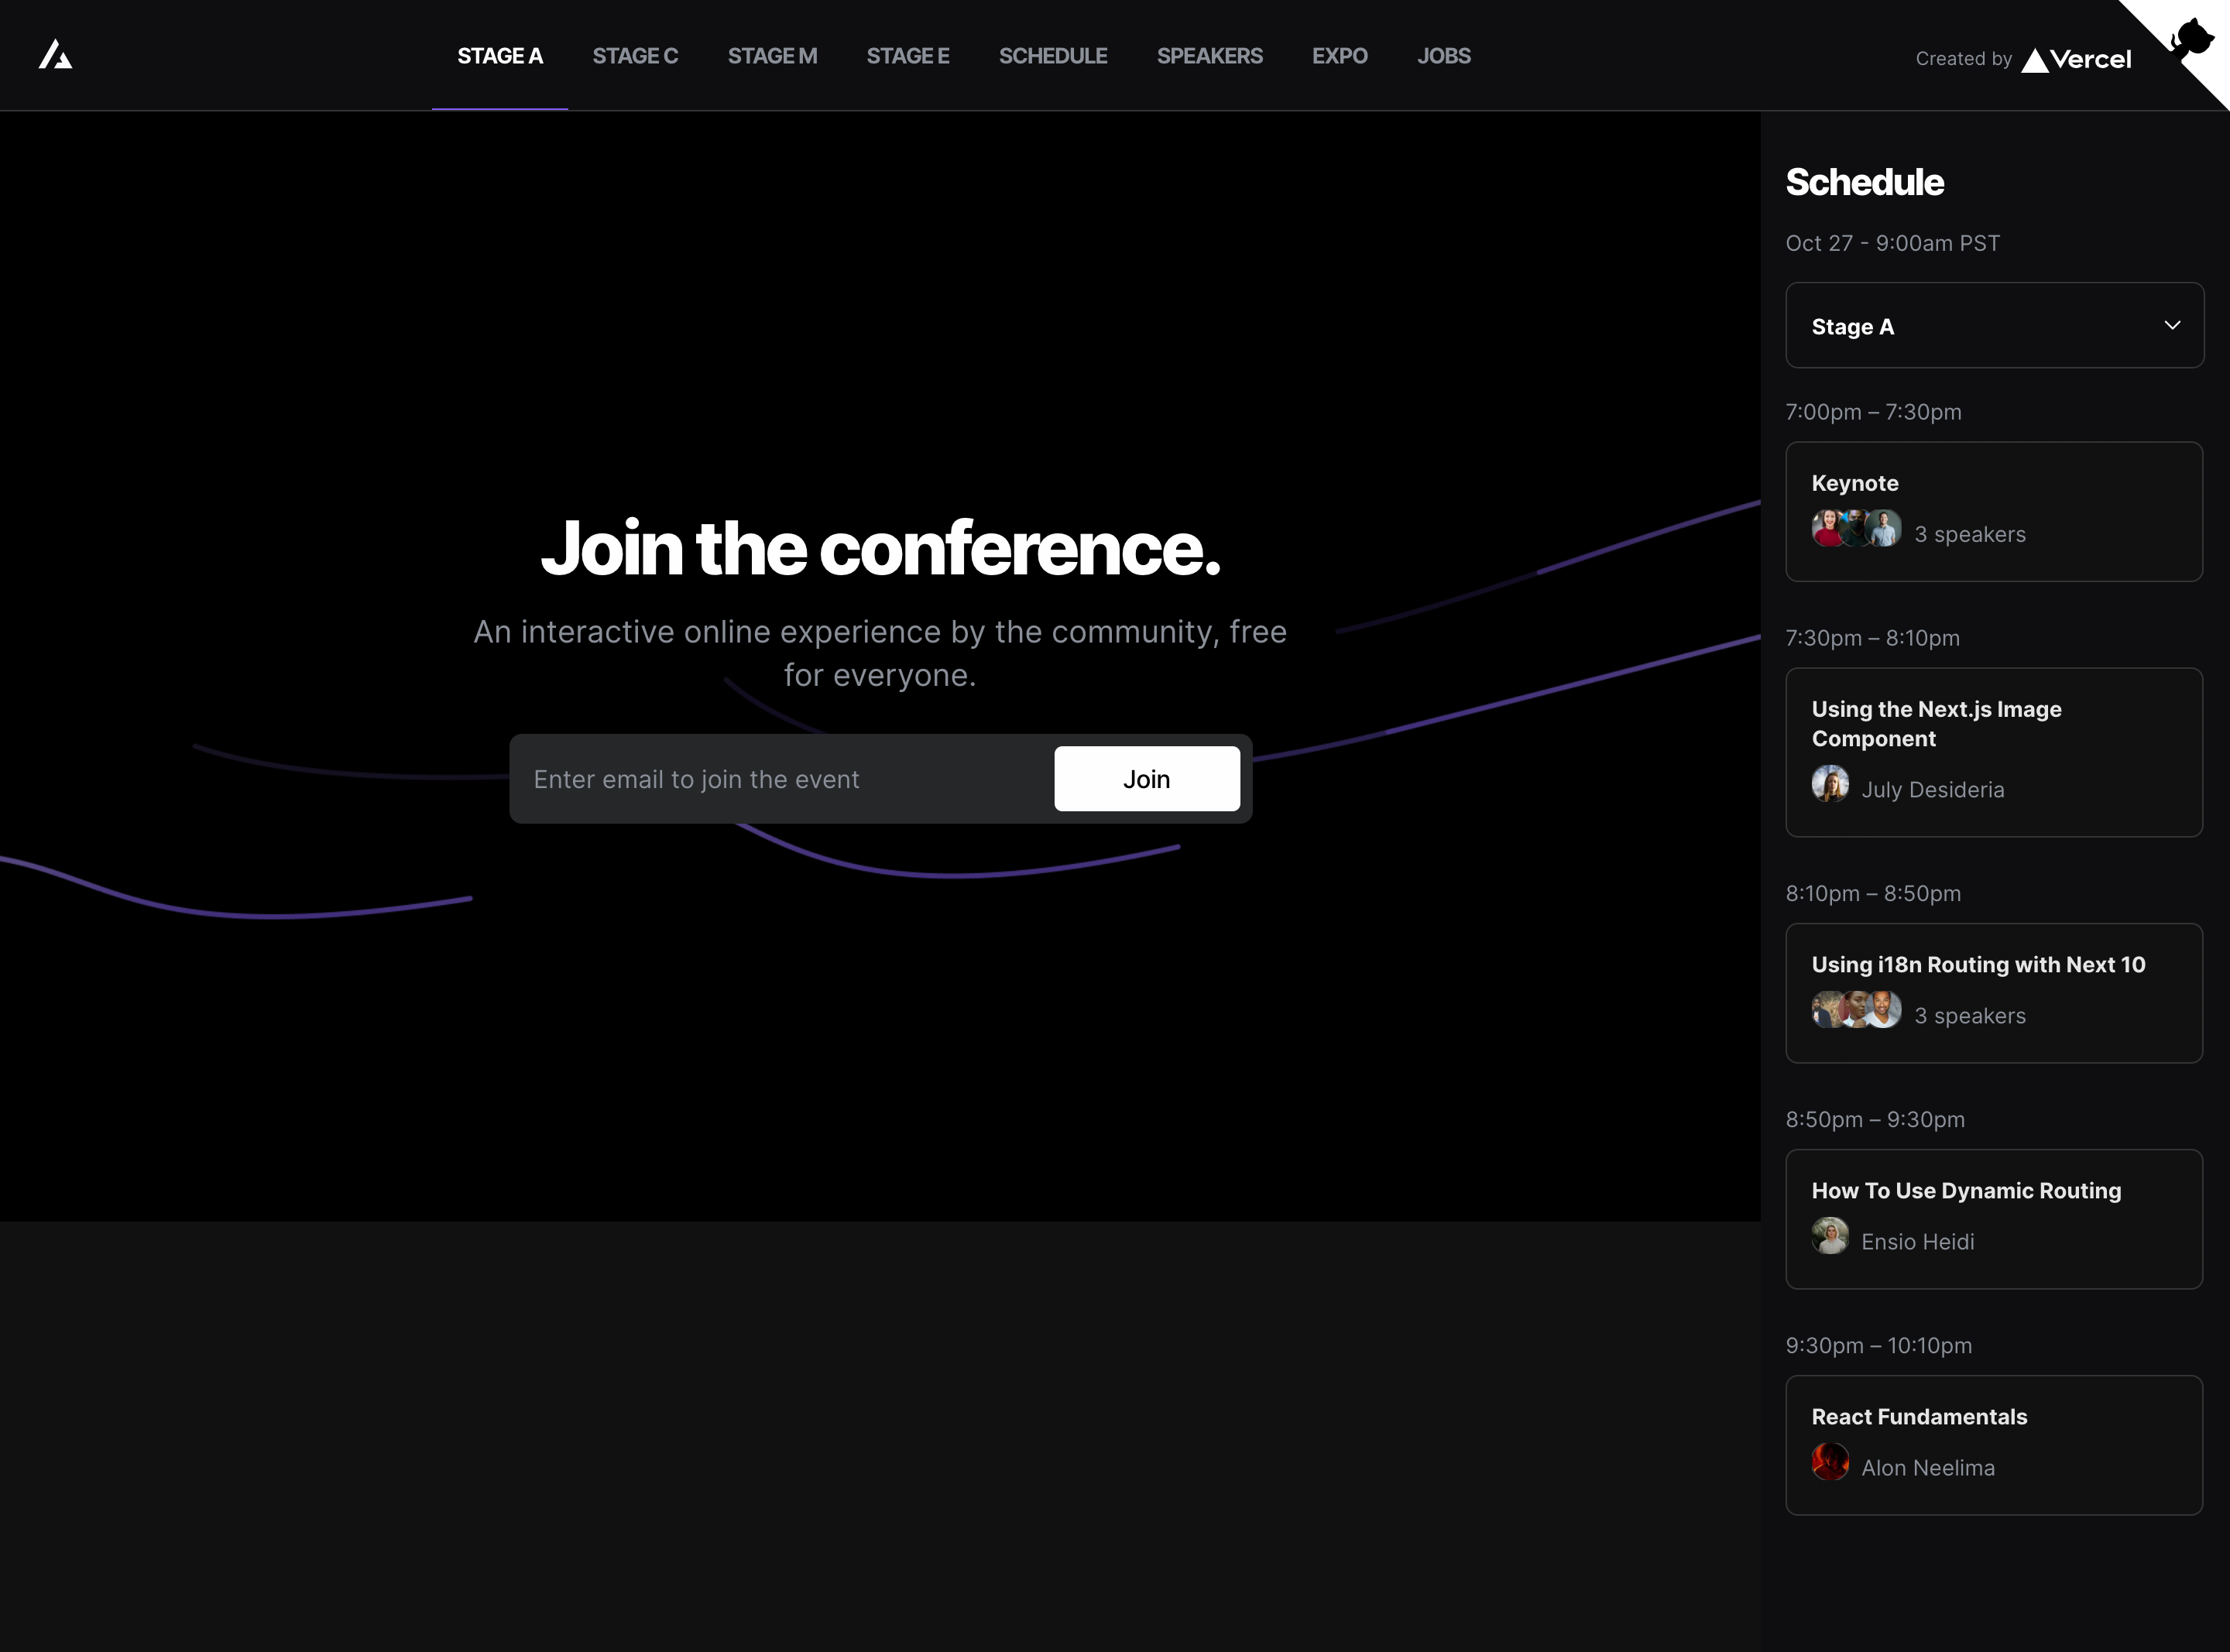 STAGE A
STAGE C
STAGE M
STAGE E
SCHEDULE
SPEAKERS
EXPO
JOBS
Created by Vercel
Join the conference.
An interactive online experience by the community, free
for everyone.
Enter email to join the event
Join
Schedule
Oct 27 - 9:00am PST
Stage A
7:00pm – 7:30pm
Keynote
3 speakers
7:30pm – 8:10pm
Using the Next.js Image
Component
July Desideria
8:10pm – 8:50pm
Using i18n Routing with Next 10
3 speakers
8:50pm – 9:30pm
How To Use Dynamic Routing
Ensio Heidi
9:30pm – 10:10pm
React Fundamentals
Alon Neelima